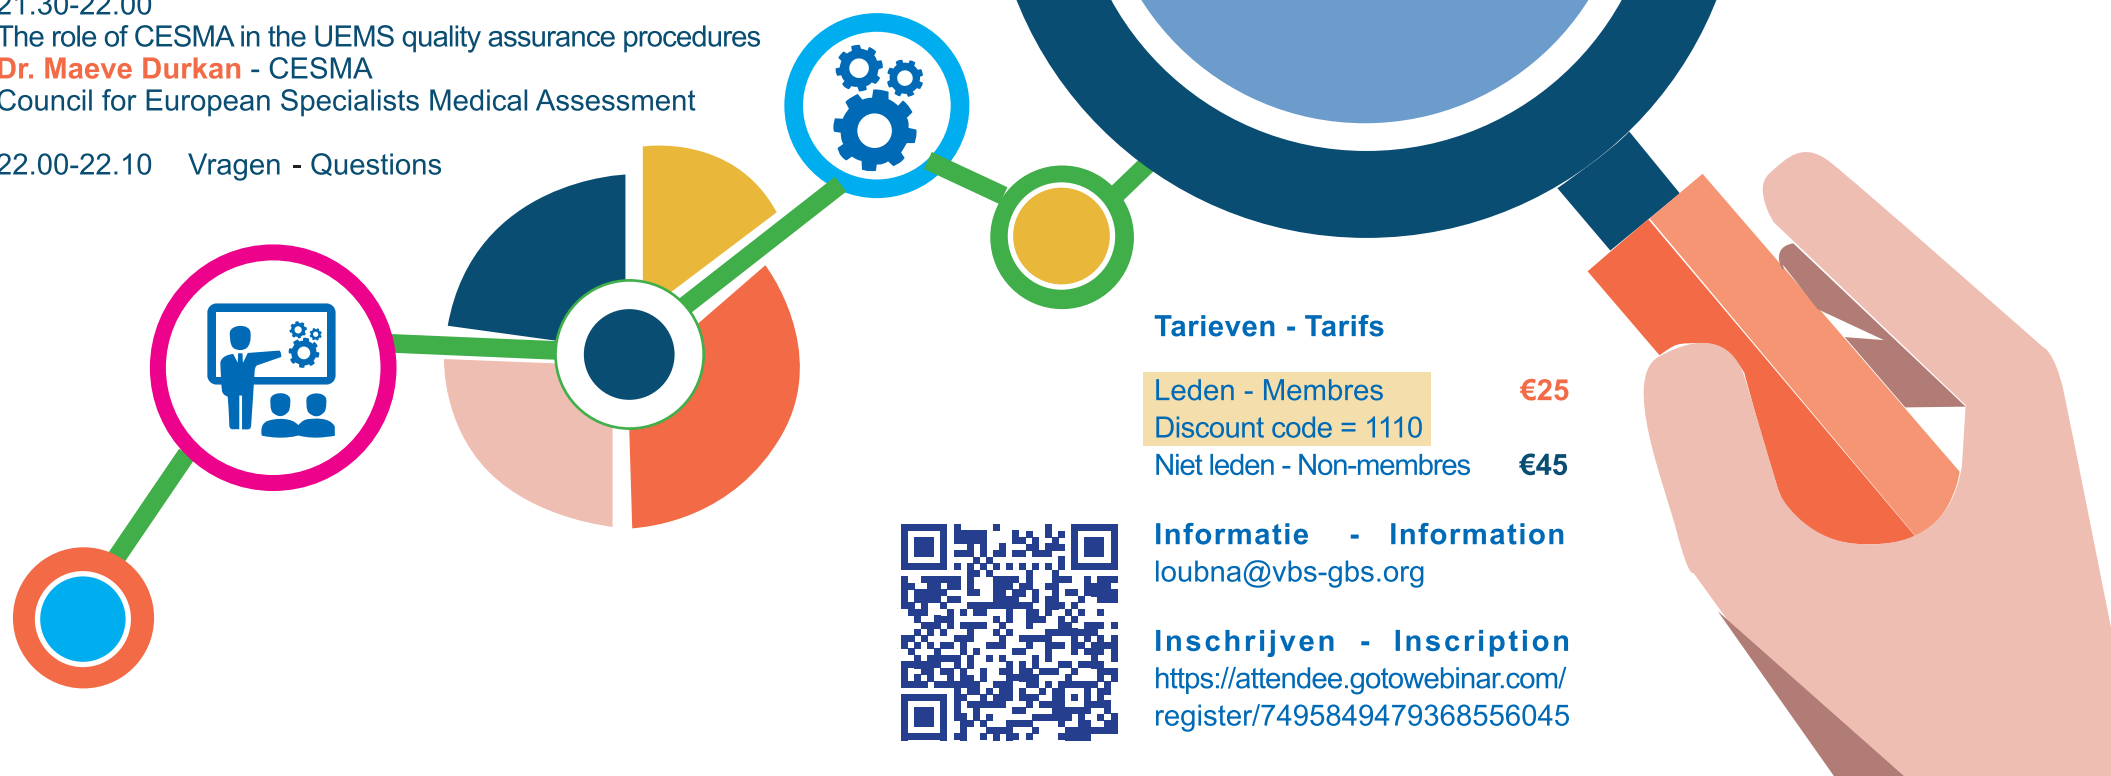 21.30-22.00
The role of CESMA in the UEMS quality assurance procedures
Dr. Maeve Durkan - CESMA
Council for European Specialists Medical Assessment
22.00-22.10 Vragen - Questions
Tarieven - Tarifs
Leden - Membres €25
Discount code = 1110
Niet leden - Non-membres €45
Informatie - Information
loubna@vbs-gbs.org
Inschrijven - Inscription
https://attendee.gotowebinar.com/
register/7495849479368556045